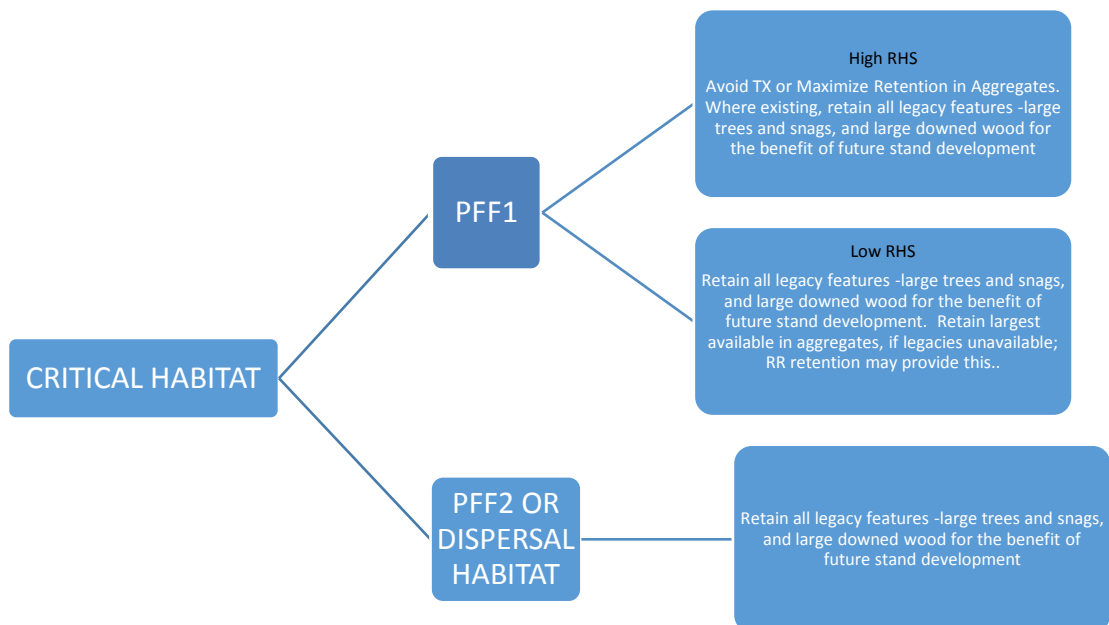 High RHS
Avoid TX or Maximize Retention in Aggregates.
Where existing, retain all legacy features -large
trees and snags, and large downed wood for
the benefit of future stand development
PFF1
Low RHS
Retain all legacy features -large trees and snags,
and large downed wood for the benefit of
future stand development.  Retain largest
available in aggregates, if legacies unavailable;
RR retention may provide this..
CRITICAL HABITAT
PFF2 OR
DISPERSAL
HABITAT
Retain all legacy features -large trees and snags,
and large downed wood for the benefit of
future stand development